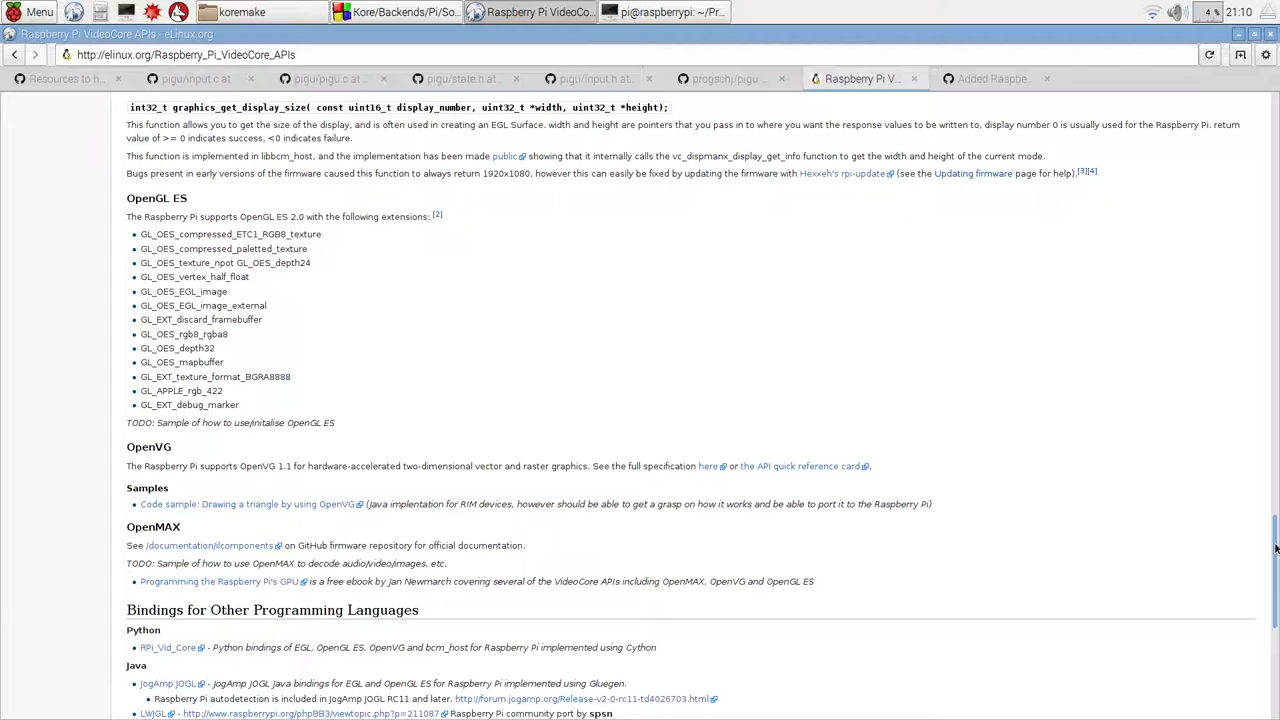 Menu
koremake
Kore/Backends/Pi/So...
Raspberry Pi VideoCo...
pi@raspberrypi: ~/Pr...
4 %
21:10
Raspberry Pi VideoCore APIs - eLinux.org
http://elinux.org/Raspberry_Pi_VideoCore_APIs
Resources to h...
pigu/input.c at
pigu/pigu.c at
pigu/state.h at
pigu/input.h at...
progschj/pigu
Raspberry Pi V...
Added Raspbe...
int32_t graphics_get_display_size( const uint16_t display_number, uint32_t *width, uint32_t *height);
This function allows you to get the size of the display, and is often used in creating an EGL Surface. width and height are pointers that you pass in to where you want the response values to be written to, display number 0 is usually used for the Raspberry Pi. return
value of >= 0 indicates success, <0 indicates failure.
This function is implemented in libbcm_host, and the implementation has been made public showing that it internally calls the vc_dispmanx_display_get_info function to get the width and height of the current mode.
Bugs present in early versions of the firmware caused this function to always return 1920x1080, however this can easily be fixed by updating the firmware with Hexxeh's rpi-update (see the Updating firmware page for help).[3][4]
OpenGL ES
The Raspberry Pi supports OpenGL ES 2.0 with the following extensions: [2]
• GL_OES_compressed_ETC1_RGB8_texture
• GL_OES_compressed_paletted_texture
• GL_OES_texture_npot GL_OES_depth24
• GL_OES_vertex_half_float
• GL_OES_EGL_image
• GL_OES_EGL_image_external
• GL_EXT_discard_framebuffer
• GL_OES_rgb8_rgba8
• GL_OES_depth32
• GL_OES_mapbuffer
• GL_EXT_texture_format_BGRA8888
• GL_APPLE_rgb_422
• GL_EXT_debug_marker
TODO: Sample of how to use/initalise OpenGL ES
OpenVG
The Raspberry Pi supports OpenVG 1.1 for hardware-accelerated two-dimensional vector and raster graphics. See the full specification here or the API quick reference card.
Samples
• Code sample: Drawing a triangle by using OpenVG (Java implentation for RIM devices, however should be able to get a grasp on how it works and be able to port it to the Raspberry Pi)
OpenMAX
See /documentation/ilcomponents on GitHub firmware repository for official documentation.
TODO: Sample of how to use OpenMAX to decode audio/video/images, etc.
• Programming the Raspberry Pi's GPU is a free ebook by Jan Newmarch covering several of the VideoCore APIs including OpenMAX, OpenVG and OpenGL ES
Bindings for Other Programming Languages
Python
• RPi_Vid_Core - Python bindings of EGL, OpenGL ES, OpenVG and bcm_host for Raspberry Pi implemented using Cython
Java
• JogAmp JOGL - JogAmp JOGL Java bindings for EGL and OpenGL ES for Raspberry Pi implemented using Gluegen.
• Raspberry Pi autodetection is included in JogAmp JOGL RC11 and later. http://forum.jogamp.org/Release-v2-0-rc11-td4026703.html
• LWJGL - http://www.raspberrypi.org/phpBB3/viewtopic.php?p=211087 Raspberry Pi community port by spsn